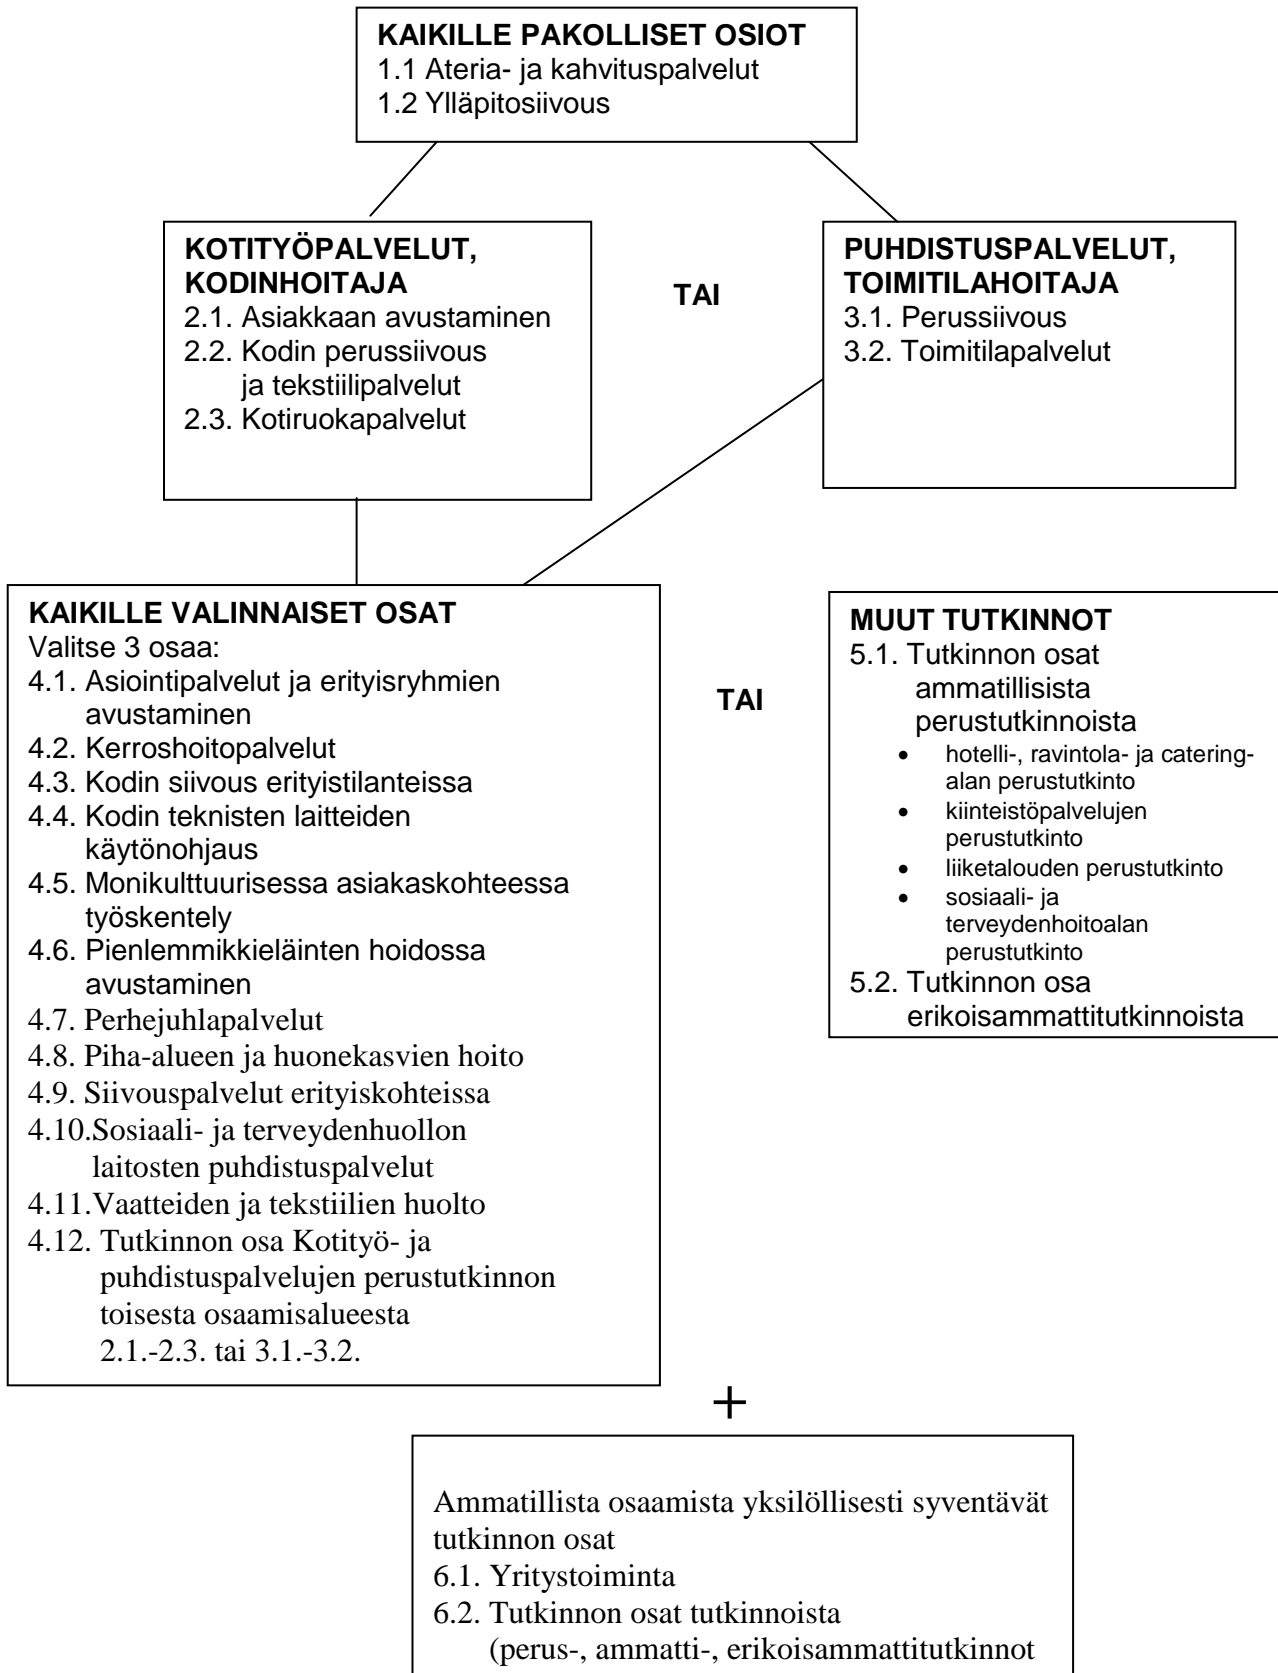 KAIKILLE PAKOLLISET OSIOT
1.1 Ateria- ja kahvituspalvelut
1.2 Ylläpitosiivous
KOTITYÖPALVELUT,
KODINHOITAJA
2.1. Asiakkaan avustaminen
2.2. Kodin perussiivous
ja tekstiilipalvelut
2.3. Kotiruokapalvelut
TAI
PUHDISTUSPALVELUT,
TOIMITILAHOITAJA
3.1. Perussiivous
3.2. Toimitilapalvelut
KAIKILLE VALINNAISET OSAT
Valitse 3 osaa:
4.1. Asiointipalvelut ja erityisryhmien
avustaminen
4.2. Kerroshoitopalvelut
4.3. Kodin siivous erityistilanteissa
4.4. Kodin teknisten laitteiden
käytönohjaus
4.5. Monikulttuurisessa asiakaskohteessa
työskentely
4.6. Pienlemmikkieläinten hoidossa
avustaminen
4.7. Perhejuhlapalvelut
4.8. Piha-alueen ja huonekasvien hoito
4.9. Siivouspalvelut erityiskohteissa
4.10.Sosiaali- ja terveydenhuollon
laitosten puhdistuspalvelut
4.11.Vaatteiden ja tekstiilien huolto
4.12. Tutkinnon osa Kotityö- ja
puhdistuspalvelujen perustutkinnon
toisesta osaamisalueesta
2.1.-2.3. tai 3.1.-3.2.
TAI
MUUT TUTKINNOT
5.1. Tutkinnon osat
ammatillisista
perustutkinnoista
• hotelli-, ravintola- ja catering-
alan perustutkinto
• kiinteistöpalvelujen
perustutkinto
• liiketalouden perustutkinto
• sosiaali- ja
terveydenhoitoalan
perustutkinto
5.2. Tutkinnon osa
erikoisammattitutkinnoista
+
Ammatillista osaamista yksilöllisesti syventävät
tutkinnon osat
6.1. Yritystoiminta
6.2. Tutkinnon osat tutkinnoista
(perus-, ammatti-, erikoisammattitutkinnot